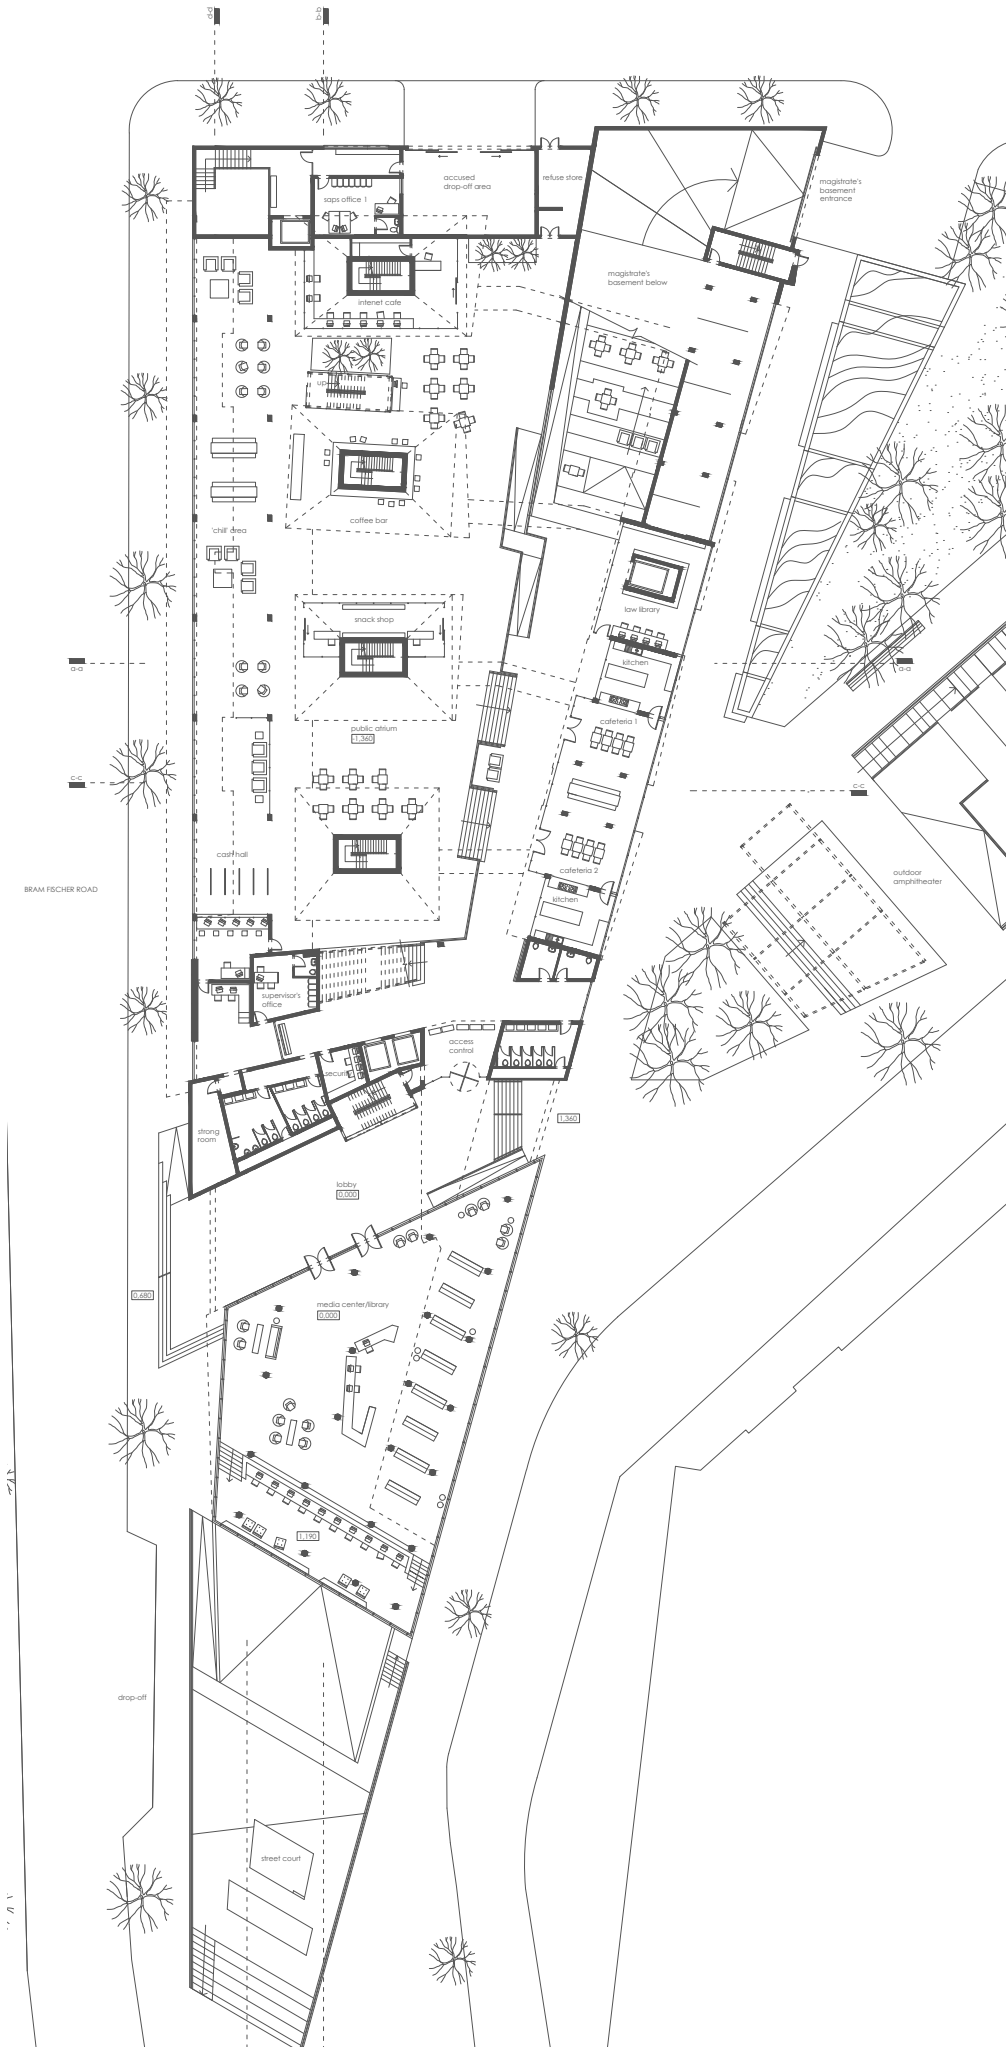 d-d
b-b
accused
drop-off area
refuse store
saps office 1
magistrate's
basement
entrance
magistrate's
basement below
intenet cafe
up
coffee bar
'chill' area
law library
snack shop
kitchen
a-a
a-a
cafeteria 1
public atrium
-1,360
c-c
c-c
cash hall
cafeteria 2
outdoor
amphitheater
BRAM FISCHER ROAD
kitchen
supervisor's
office
access
control
security
strong
room
1,360
lobby
0,000
0,680
media center/library
0,000
1,190
drop-off
street court